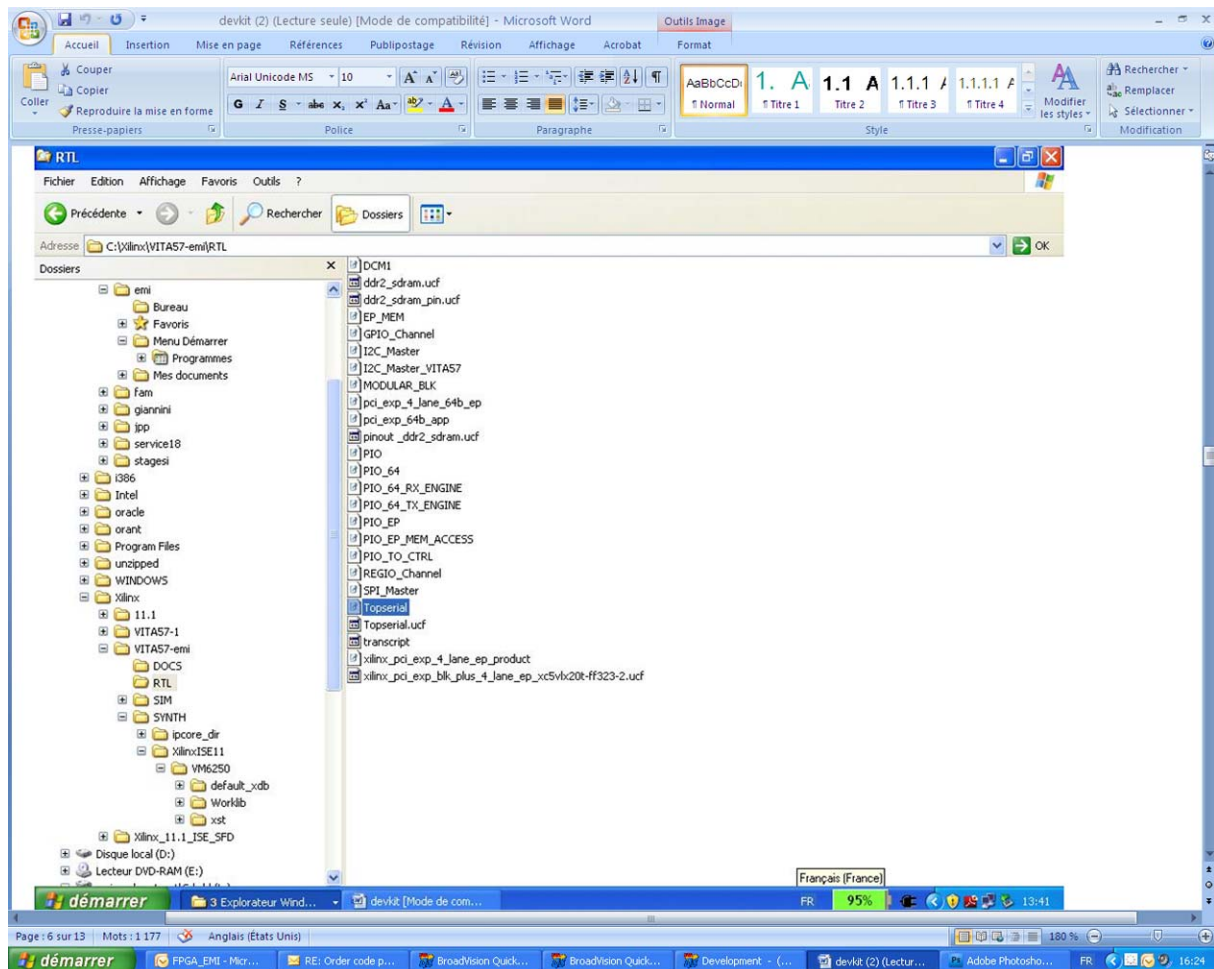 devkit (2) (Lecture seule) [Mode de compatibilité] - Microsoft Word
Outils Image
Accueil Insertion Mise en page Références Publipostage Révision Affichage Acrobat Format
Coller
Couper
Copier
Reproduire la mise en forme
Presse-papiers
Arial Unicode MS 10
G I S abc x, x² Aa
Police
Paragraphe
AaBbCcD 1. A 1.1 A 1.1.1 A 1.1.1.1 A
¶ Normal ¶ Titre 1 Titre 2 ¶ Titre 3 ¶ Titre 4
Modifier les styles
Style
Rechercher
Remplacer
Sélectionner
Modification
RTL
Fichier Edition Affichage Favoris Outils ?
Précédente Rechercher Dossiers
Adresse C:\Xilinx\VITA57-emi\RTL OK
Dossiers X
emi
Bureau
Favoris
Menu Démarrer
Programmes
Mes documents
fam
giannini
jpp
service18
stagesi
i386
Intel
oracle
orant
Program Files
unzipped
WINDOWS
Xilinx
11.1
VITA57-1
VITA57-emi
DOCS
RTL
SIM
SYNTH
ipcore_dir
XilinxISE11
VM6250
default_xdb
Worklib
xst
Xilinx_11.1_ISE_SFD
Disque local (D:)
Lecteur DVD-RAM (E:)
DCM1
ddr2_sdram.ucf
ddr2_sdram_pin.ucf
EP_MEM
GPIO_Channel
I2C_Master
I2C_Master_VITA57
MODULAR_BLK
pci_exp_4_lane_64b_ep
pci_exp_64b_app
pinout _ddr2_sdram.ucf
PIO
PIO_64
PIO_64_RX_ENGINE
PIO_64_TX_ENGINE
PIO_EP
PIO_EP_MEM_ACCESS
PIO_TO_CTRL
REGIO_Channel
SPI_Master
Topserial
Topserial.ucf
transcript
xilinx_pci_exp_4_lane_ep_product
xilinx_pci_exp_blk_plus_4_lane_ep_xc5vlx20t-ff323-2.ucf
Français (France)
démarrer 3 Explorateur Wind... devkit [Mode de com... FR 95% 13:41
Page : 6 sur 13 Mots : 1 177 Anglais (États Unis) 180 %
démarrer FPGA_EMI - Micr... RE: Order code p... BroadVision Quick... BroadVision Quick... Development - (... devkit (2) (Lectur... Adobe Photosho... FR 16:24